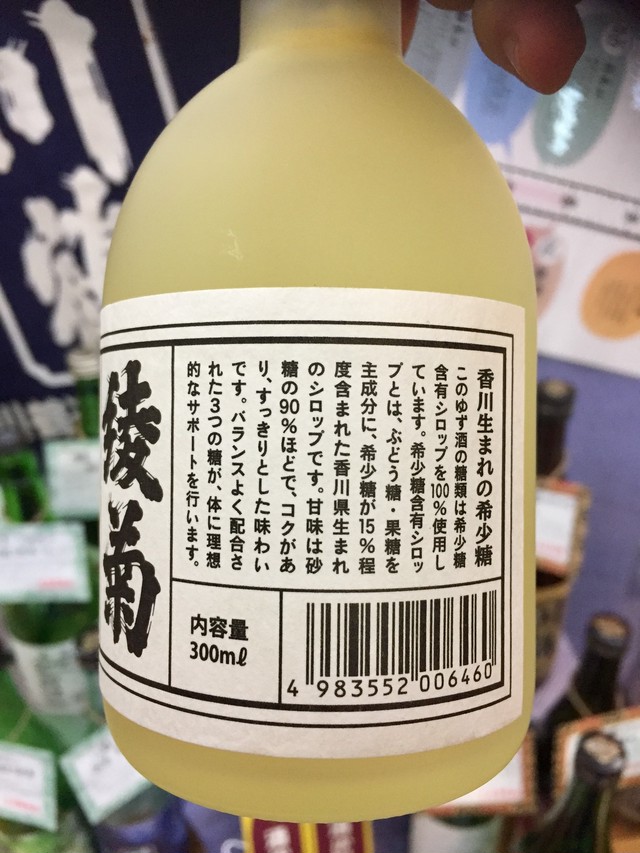 香川生まれの希少糖
このゆず酒の糖類は希少糖
含有シロップを100%使用し
ています。希少糖含有シロッ
プとは、ぶどう糖・果糖を
主成分に、希少糖が15%程
度含まれた香川県生まれ
のシロップです。甘味は砂
糖の90%ほどで、コクがあ
り、すっきりとした味わい
です。バランスよく配合さ
れた3つの糖が、体に理想
的なサポートを行います。
綾菊
内容量
300mℓ
4 983552 006460